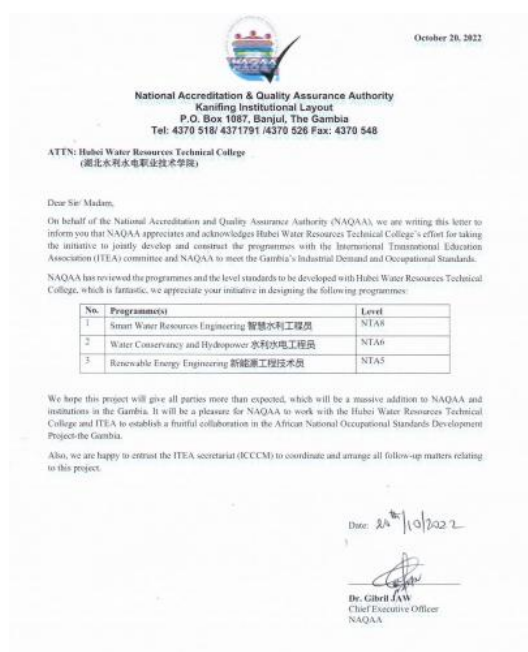 October 20, 2022
NAQAA
National Accreditation & Quality Assurance Authority
Kanifing Institutional Layout
P.O. Box 1087, Banjul, The Gambia
Tel: 4370 518/ 4371791 /4370 526 Fax: 4370 548
ATTN: Hubei Water Resources Technical College
(湖北水利水电职业技术学院)
Dear Sir/ Madam,
On behalf of the National Accreditation and Quality Assurance Authority (NAQAA), we are writing this letter to
inform you that NAQAA appreciates and acknowledges Hubei Water Resources Technical College's effort for taking
the initiative to jointly develop and construct the programmes with the International Transnational Education
Association (ITEA) committee and NAQAA to meet the Gambia's Industrial Demand and Occupational Standards.
NAQAA has reviewed the programmes and the level standards to be developed with Hubei Water Resources Technical
College, which is fantastic, we appreciate your initiative in designing the following programmes:
No. Programme(s) Level
1 Smart Water Resources Engineering 智慧水利工程员 NTA8
2 Water Conservancy and Hydropower 水利水电工程员 NTA6
3 Renewable Energy Engineering 新能源工程技术员 NTA5
We hope this project will give all parties more than expected, which will be a massive addition to NAQAA and
institutions in the Gambia. It will be a pleasure for NAQAA to work with the Hubei Water Resources Technical
College and ITEA to establish a fruitful collaboration in the African National Occupational Standards Development
Project-the Gambia.
Also, we are happy to entrust the ITEA secretariat (ICCCM) to coordinate and arrange all follow-up matters relating
to this project.
Date: 20th/10/2022
Dr. Gibril JAW
Chief Executive Officer
NAQAA